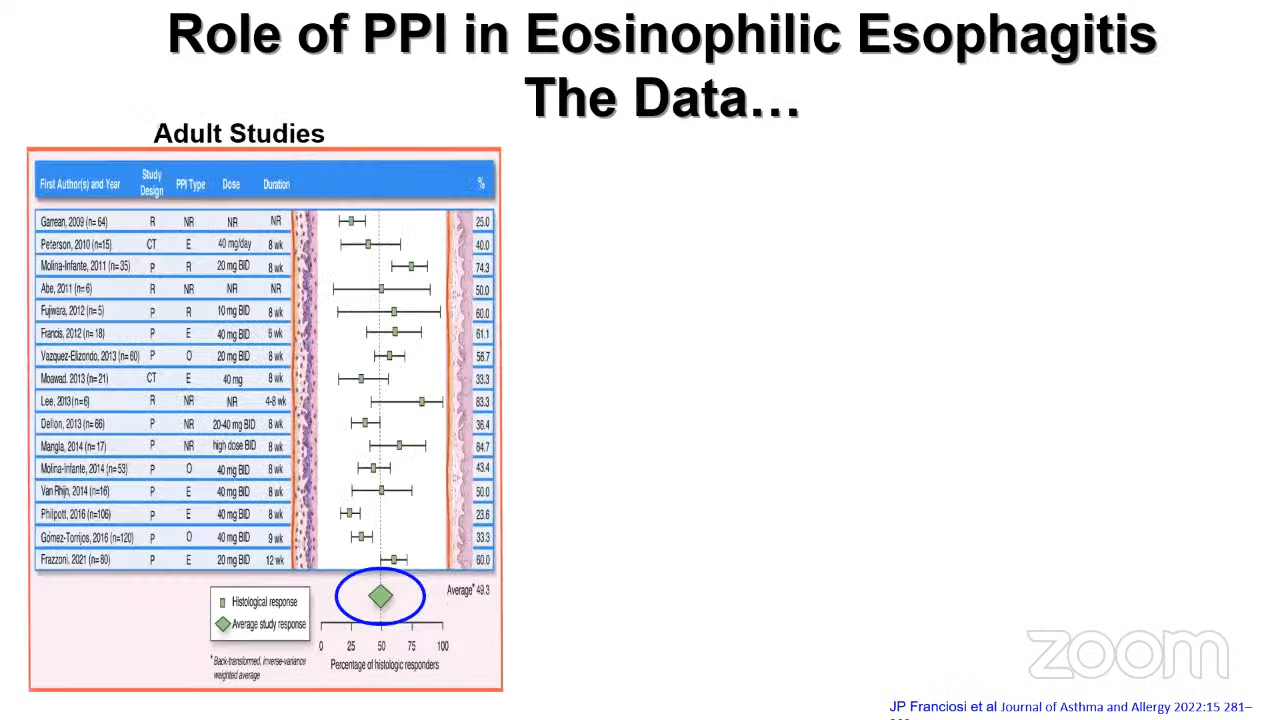 Role of PPI in Eosinophilic Esophagitis
The Data…
Adult Studies
First Author(s) and Year Study Design PPI Type Dose Duration %
Garrean, 2009 (n= 64) R NR NR NR 25.0
Peterson, 2010 (n=15) CT E 40 mg/day 8 wk 40.0
Molina-Infante, 2011 (n= 35) P R 20 mg BID 8 wk 74.3
Abe, 2011 (n= 6) R NR NR NR 50.0
Fujiwara, 2012 (n= 5) P R 10 mg BID 8 wk 60.0
Francis, 2012 (n= 18) P E 40 mg BID 6 wk 61.1
Vazquez-Elizondo, 2013 (n= 60) P O 20 mg BID 8 wk 56.7
Moawad. 2013 (n= 21) CT E 40 mg 8 wk 33.3
Lee, 2013 (n= 6) R NR NR 4-8 wk 83.3
Dellon, 2013 (n= 66) P NR 20-40 mg BID 8 wk 36.4
Mangla, 2014 (n= 17) P NR high dose BID 8 wk 64.7
Molina-Infante, 2014 (n= 53) P O 40 mg BID 8 wk 43.4
Van Rhijn, 2014 (n=16) P E 40 mg BID 8 wk 50.0
Philpott, 2016 (n=106) P E 40 mg BID 8 wk 23.6
Gómez-Torrijos, 2016 (n=120) P O 40 mg BID 9 wk 33.3
Frazzoni, 2021 (n= 80) P E 20 mg BID 12 wk 60.0
Average* 49.3
Histological response
Average study response
0 25 50 75 100
Percentage of histologic responders
*Back-transformed, inverse-variance
weighted average
zoom
JP Franciosi et al Journal of Asthma and Allergy 2022:15 281–